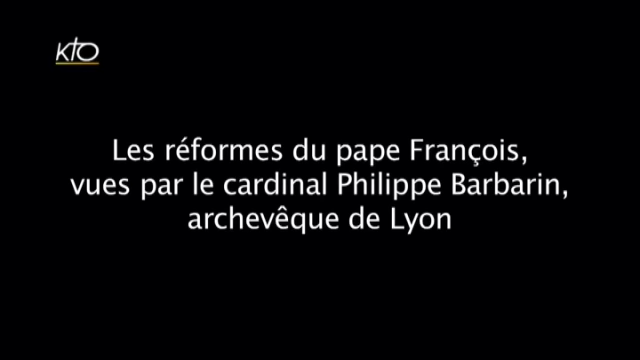 KTO
Les réformes du pape François,
vues par le cardinal Philippe Barbarin,
archevêque de Lyon